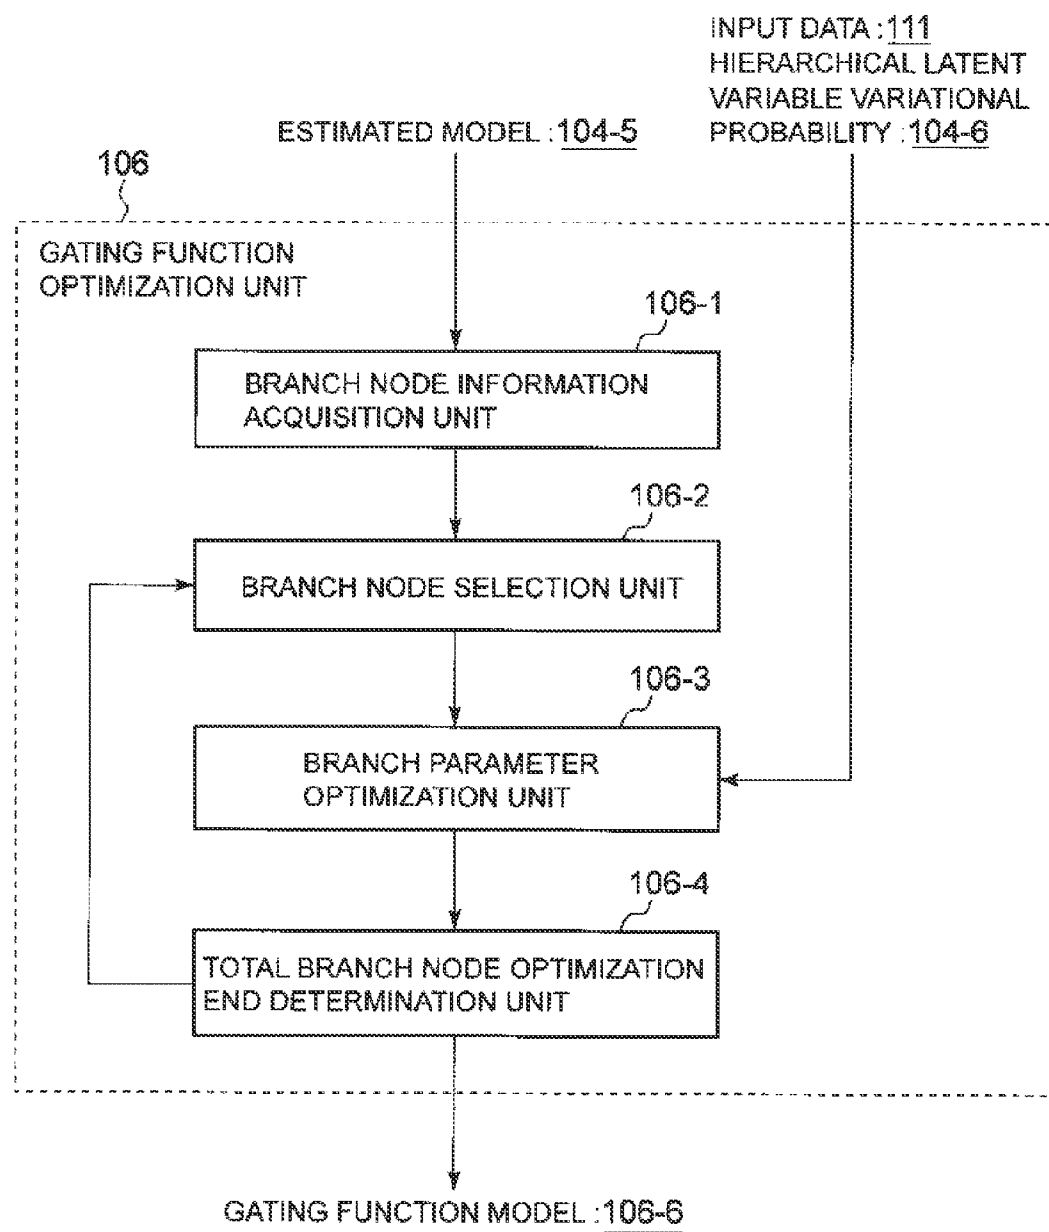 INPUT DATA : 111
HIERARCHICAL LATENT
VARIABLE VARIATIONAL
PROBABILITY : 104-6
ESTIMATED MODEL : 104-5
106
GATING FUNCTION
OPTIMIZATION UNIT
106-1
BRANCH NODE INFORMATION
ACQUISITION UNIT
106-2
BRANCH NODE SELECTION UNIT
106-3
BRANCH PARAMETER
OPTIMIZATION UNIT
106-4
TOTAL BRANCH NODE OPTIMIZATION
END DETERMINATION UNIT
GATING FUNCTION MODEL : 106-6